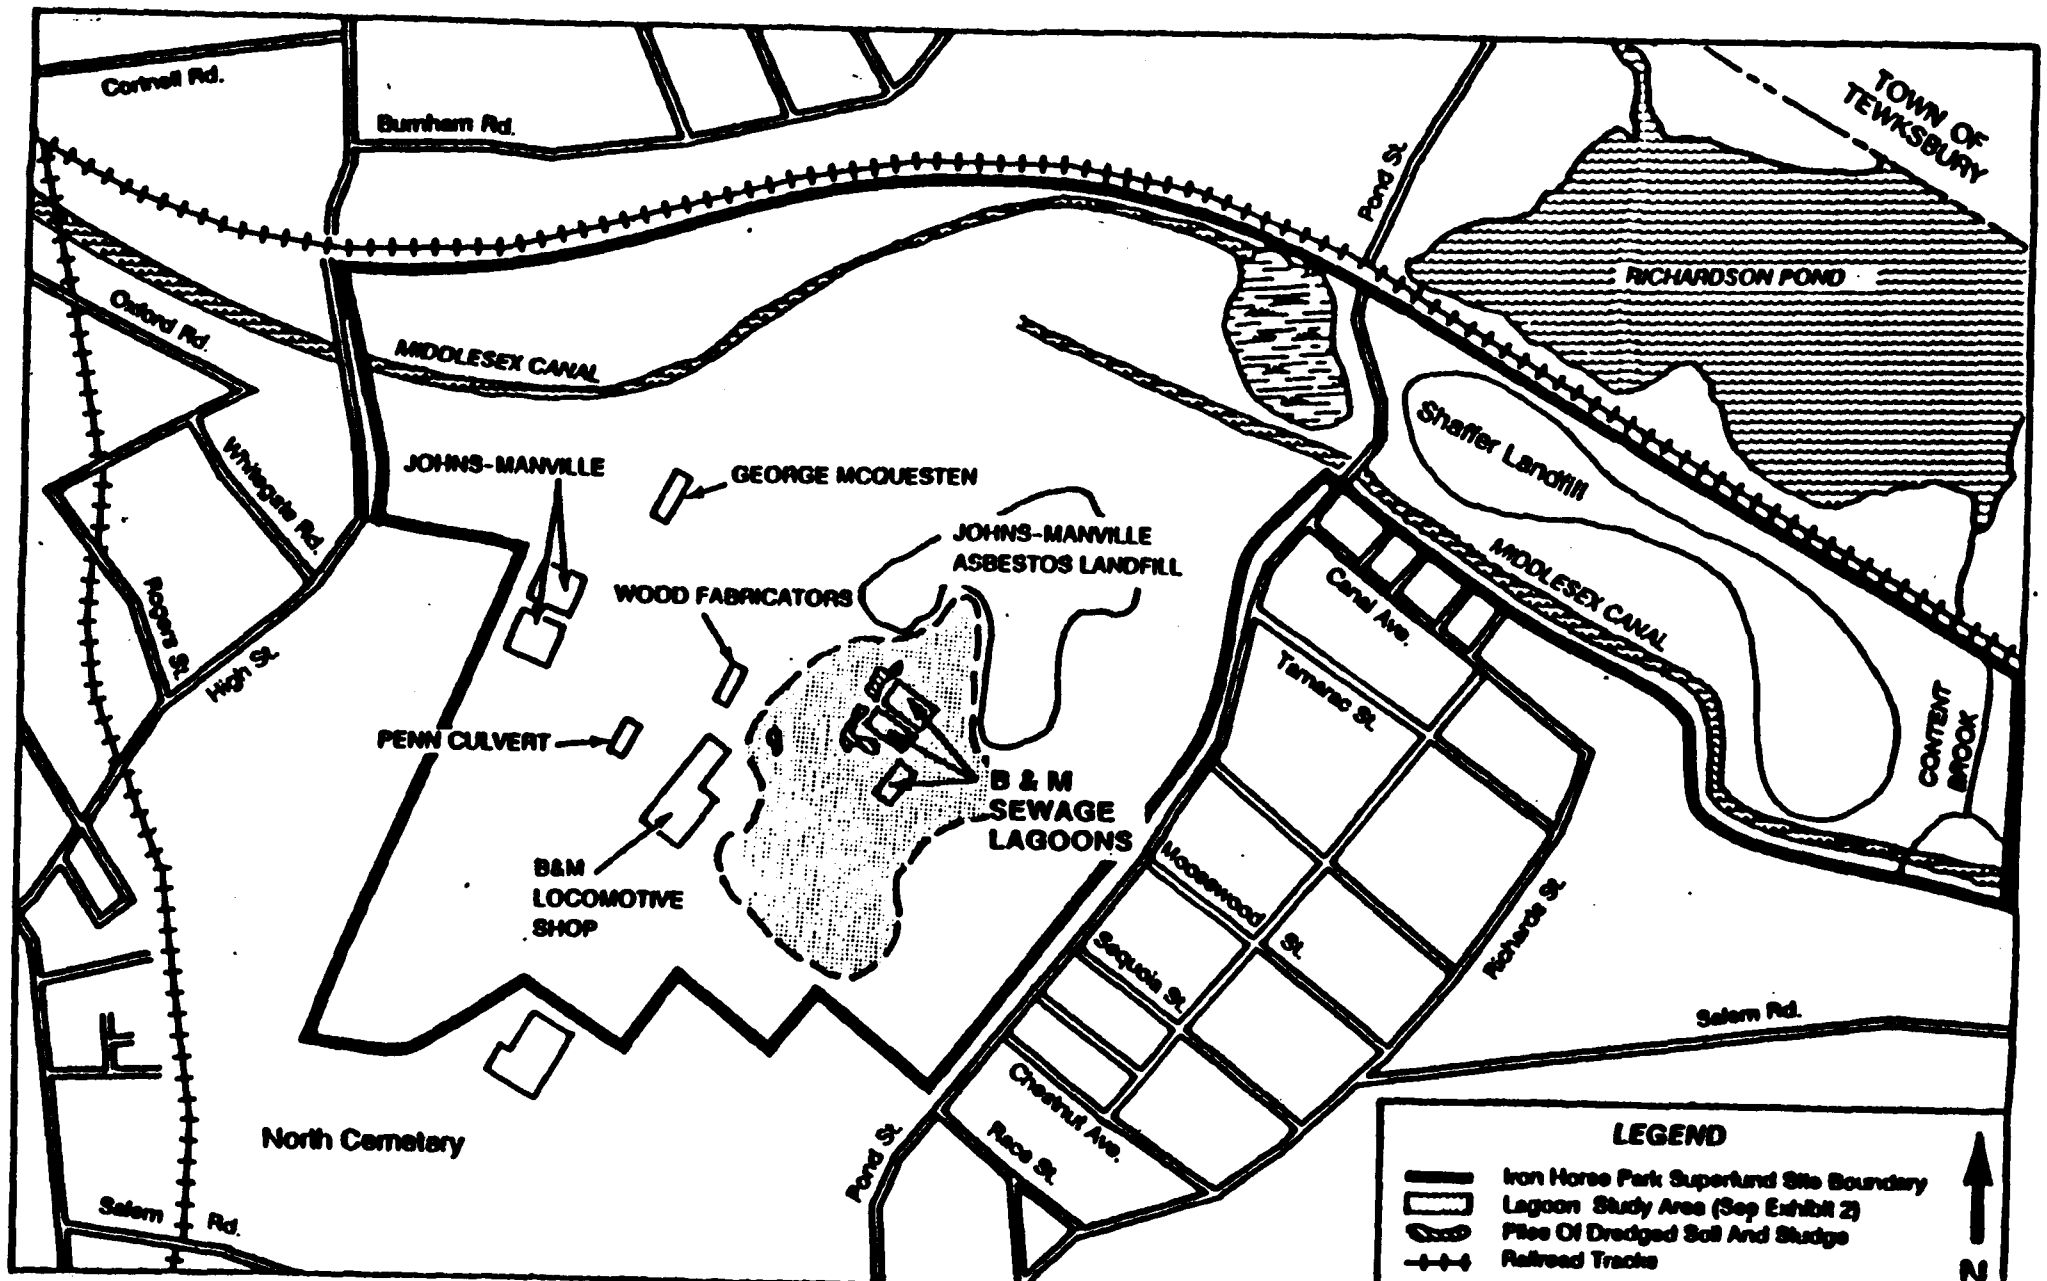 Cortnell Rd.
Burnham Rd.
Pond St.
TOWN OF
TEWKSBURY
RICHARDSON POND
Oxford Rd.
MIDDLESEX CANAL
Shaffer Landfill
Whitegate Rd.
JOHNS-MANVILLE
GEORGE MCQUESTEN
JOHNS-MANVILLE
ASBESTOS LANDFILL
WOOD FABRICATORS
MIDDLESEX CANAL
Canal Ave.
Rogers St.
High St.
Tamarac St.
PENN CULVERT
CONTENT
BROOK
B & M
SEWAGE
LAGOONS
B&M
LOCOMOTIVE
SHOP
Moosewood St.
Richards St.
Sequoia St.
Salem Rd.
Chestnut Ave.
Race St.
North Cemetery
Pond St.
Salem Rd.
LEGEND
Iron Horse Park Superfund Site Boundary
Lagoon Study Area (Sep Exhibit 2)
Piles Of Dredged Soil And Sludge
Railroad Tracks
N